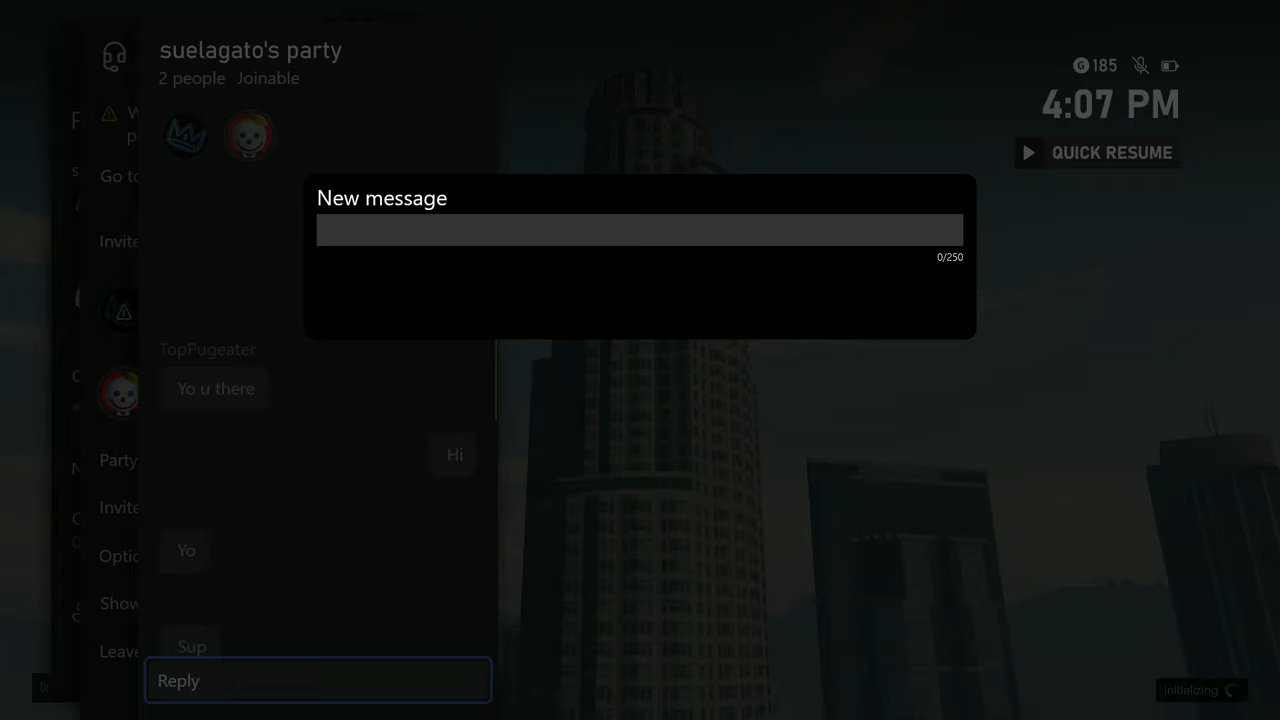 suelagato's party
2 people Joinable
185
4:07 PM
QUICK RESUME
Go to
Invite
New message
0/250
TopPugeater
Yo u there
Hi
Party
Invite
Yo
Optic
Show
Sup
Leave
Reply
initializing